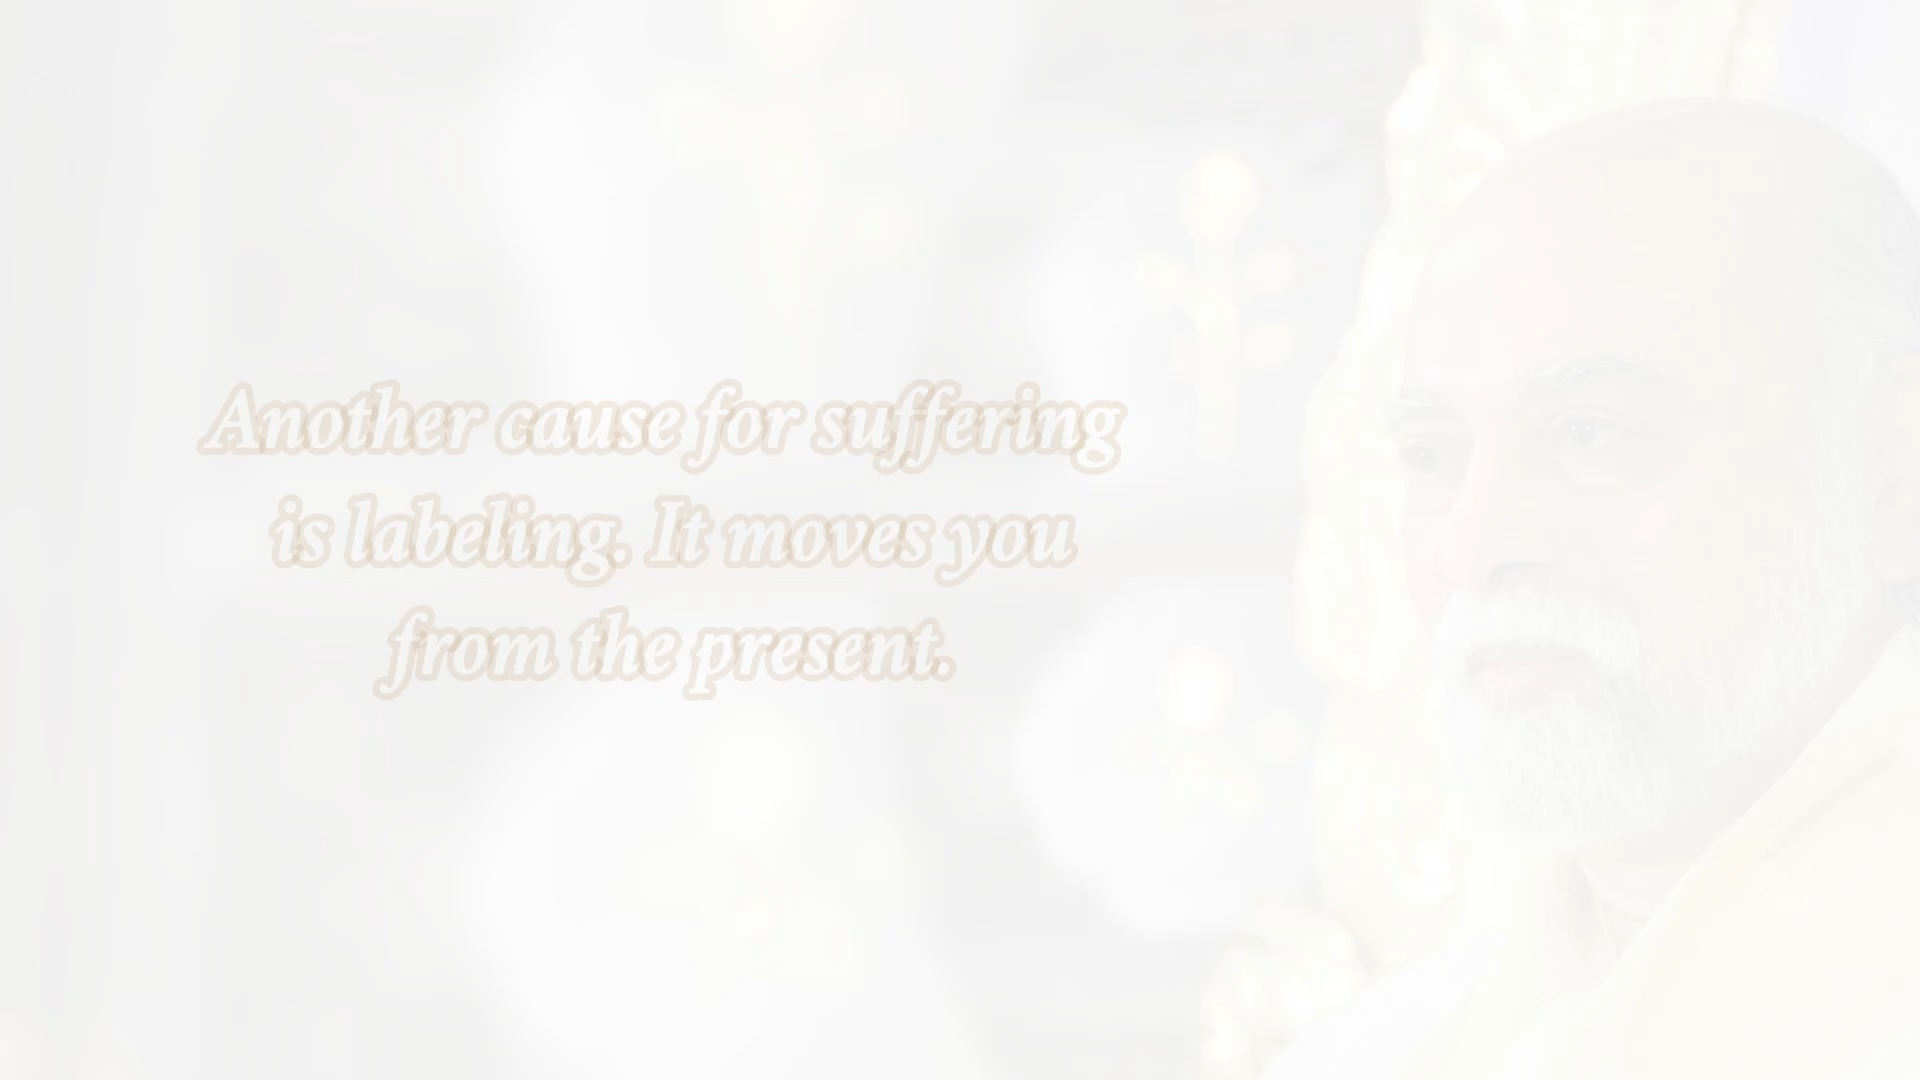 Another cause for suffering
is labeling. It moves you
from the present.